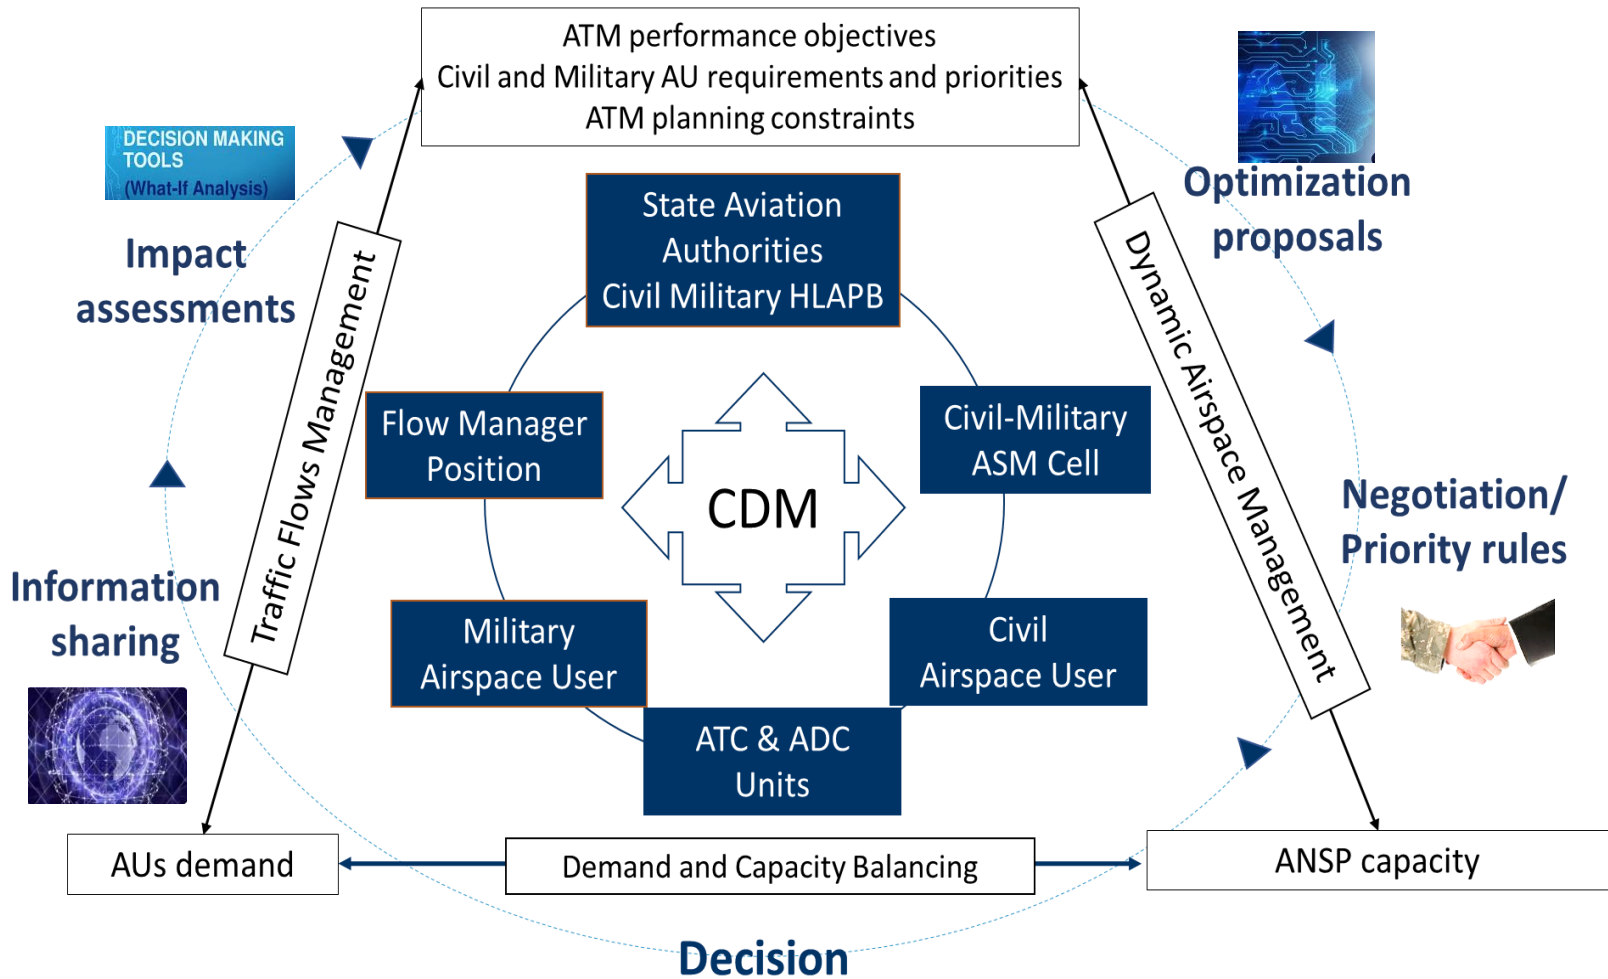 ATM performance objectives
Civil and Military AU requirements and priorities
ATM planning constraints
DECISION MAKING
TOOLS
(What-If Analysis)
Optimization
proposals
State Aviation
Authorities
Civil Military HLAPB
Impact
assessments
Traffic Flows Management
Dynamic Airspace Management
Flow Manager
Position
Civil-Military
ASM Cell
CDM
Negotiation/
Priority rules
Information
sharing
Military
Airspace User
Civil
Airspace User
ATC & ADC
Units
AUs demand
Demand and Capacity Balancing
ANSP capacity
Decision